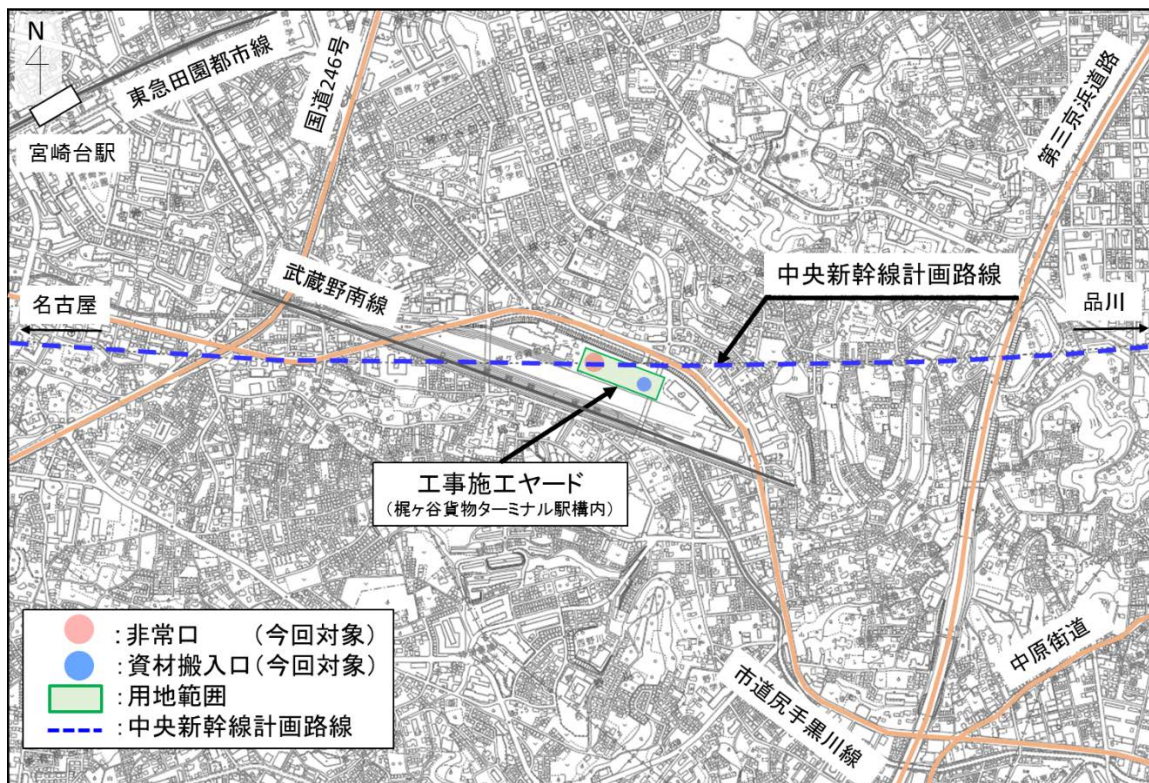 N
東急田園都市線
国道246号
第三京浜道路
宮崎台駅
武蔵野南線
中央新幹線計画路線
名古屋
品川
工事施工ヤード
(梶ヶ谷貨物ターミナル駅構内)
:非常口 (今回対象)
:資材搬入口(今回対象)
:用地範囲
:中央新幹線計画路線
中原街道
市道尻手黒川線